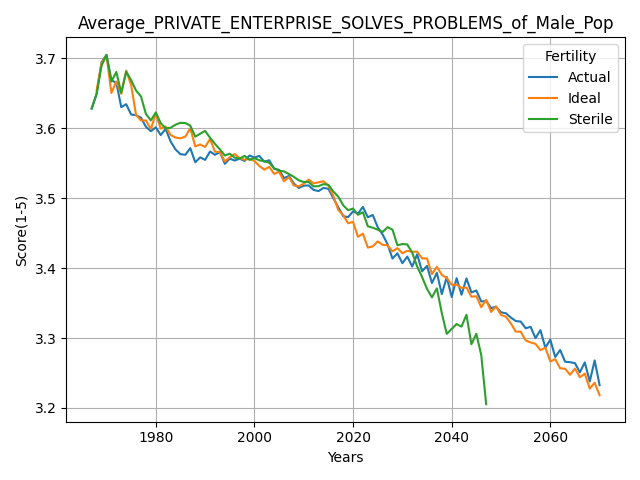 Average_PRIVATE_ENTERPRISE_SOLVES_PROBLEMS_of_Male_Pop
Fertility
Actual
Ideal
Sterile
Score(1-5)
3.7
3.6
3.5
3.4
3.3
3.2
1980 2000 2020 2040 2060
Years